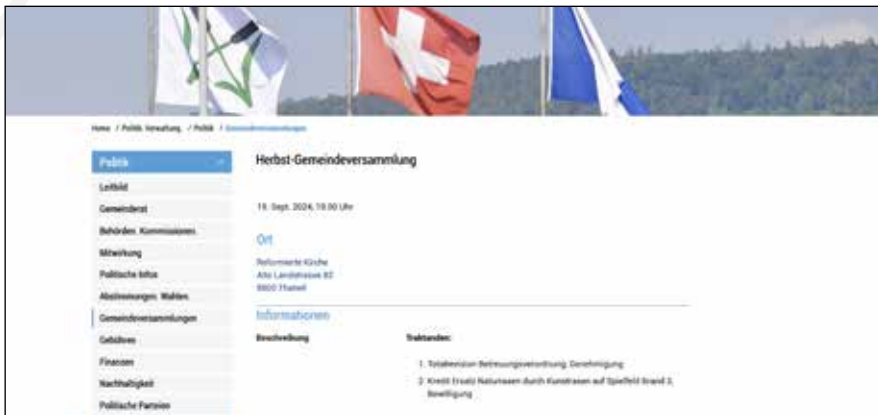 Home / Politik Verwaltung / Politik / Gemeindeversammlungen
Politik
Leitbild
Gemeinderat
Behörden. Kommissionen
Mitwirkung
Politische Infos
Abstimmungen. Wahlen.
Gemeindeversammlungen
Gebühren
Finanzen
Nachhaltigkeit
Politische Parteien
Herbst-Gemeindeversammlung
19. Sept. 2024, 19.00 Uhr
Ort
Reformierte Kirche
Alte Landstrasse 82
8800 Thalwil
Informationen
Beschreibung
Traktanden:
1. Totalrevision Betreuungsverordnung, Genehmigung
2. Kredit Ersatz Naturrasen durch Kunstrasen auf Spielfeld Brand 3,
Bewilligung